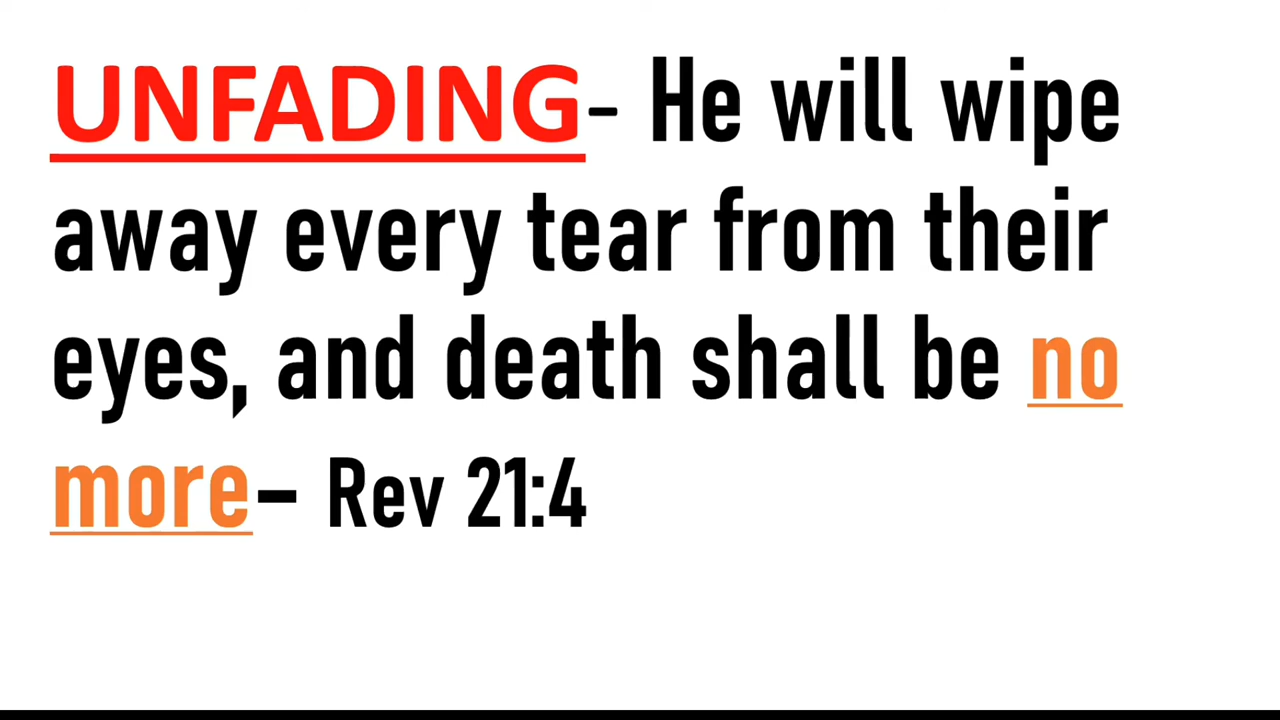 UNFADING- He will wipe
away every tear from their
eyes, and death shall be no
more– Rev 21:4